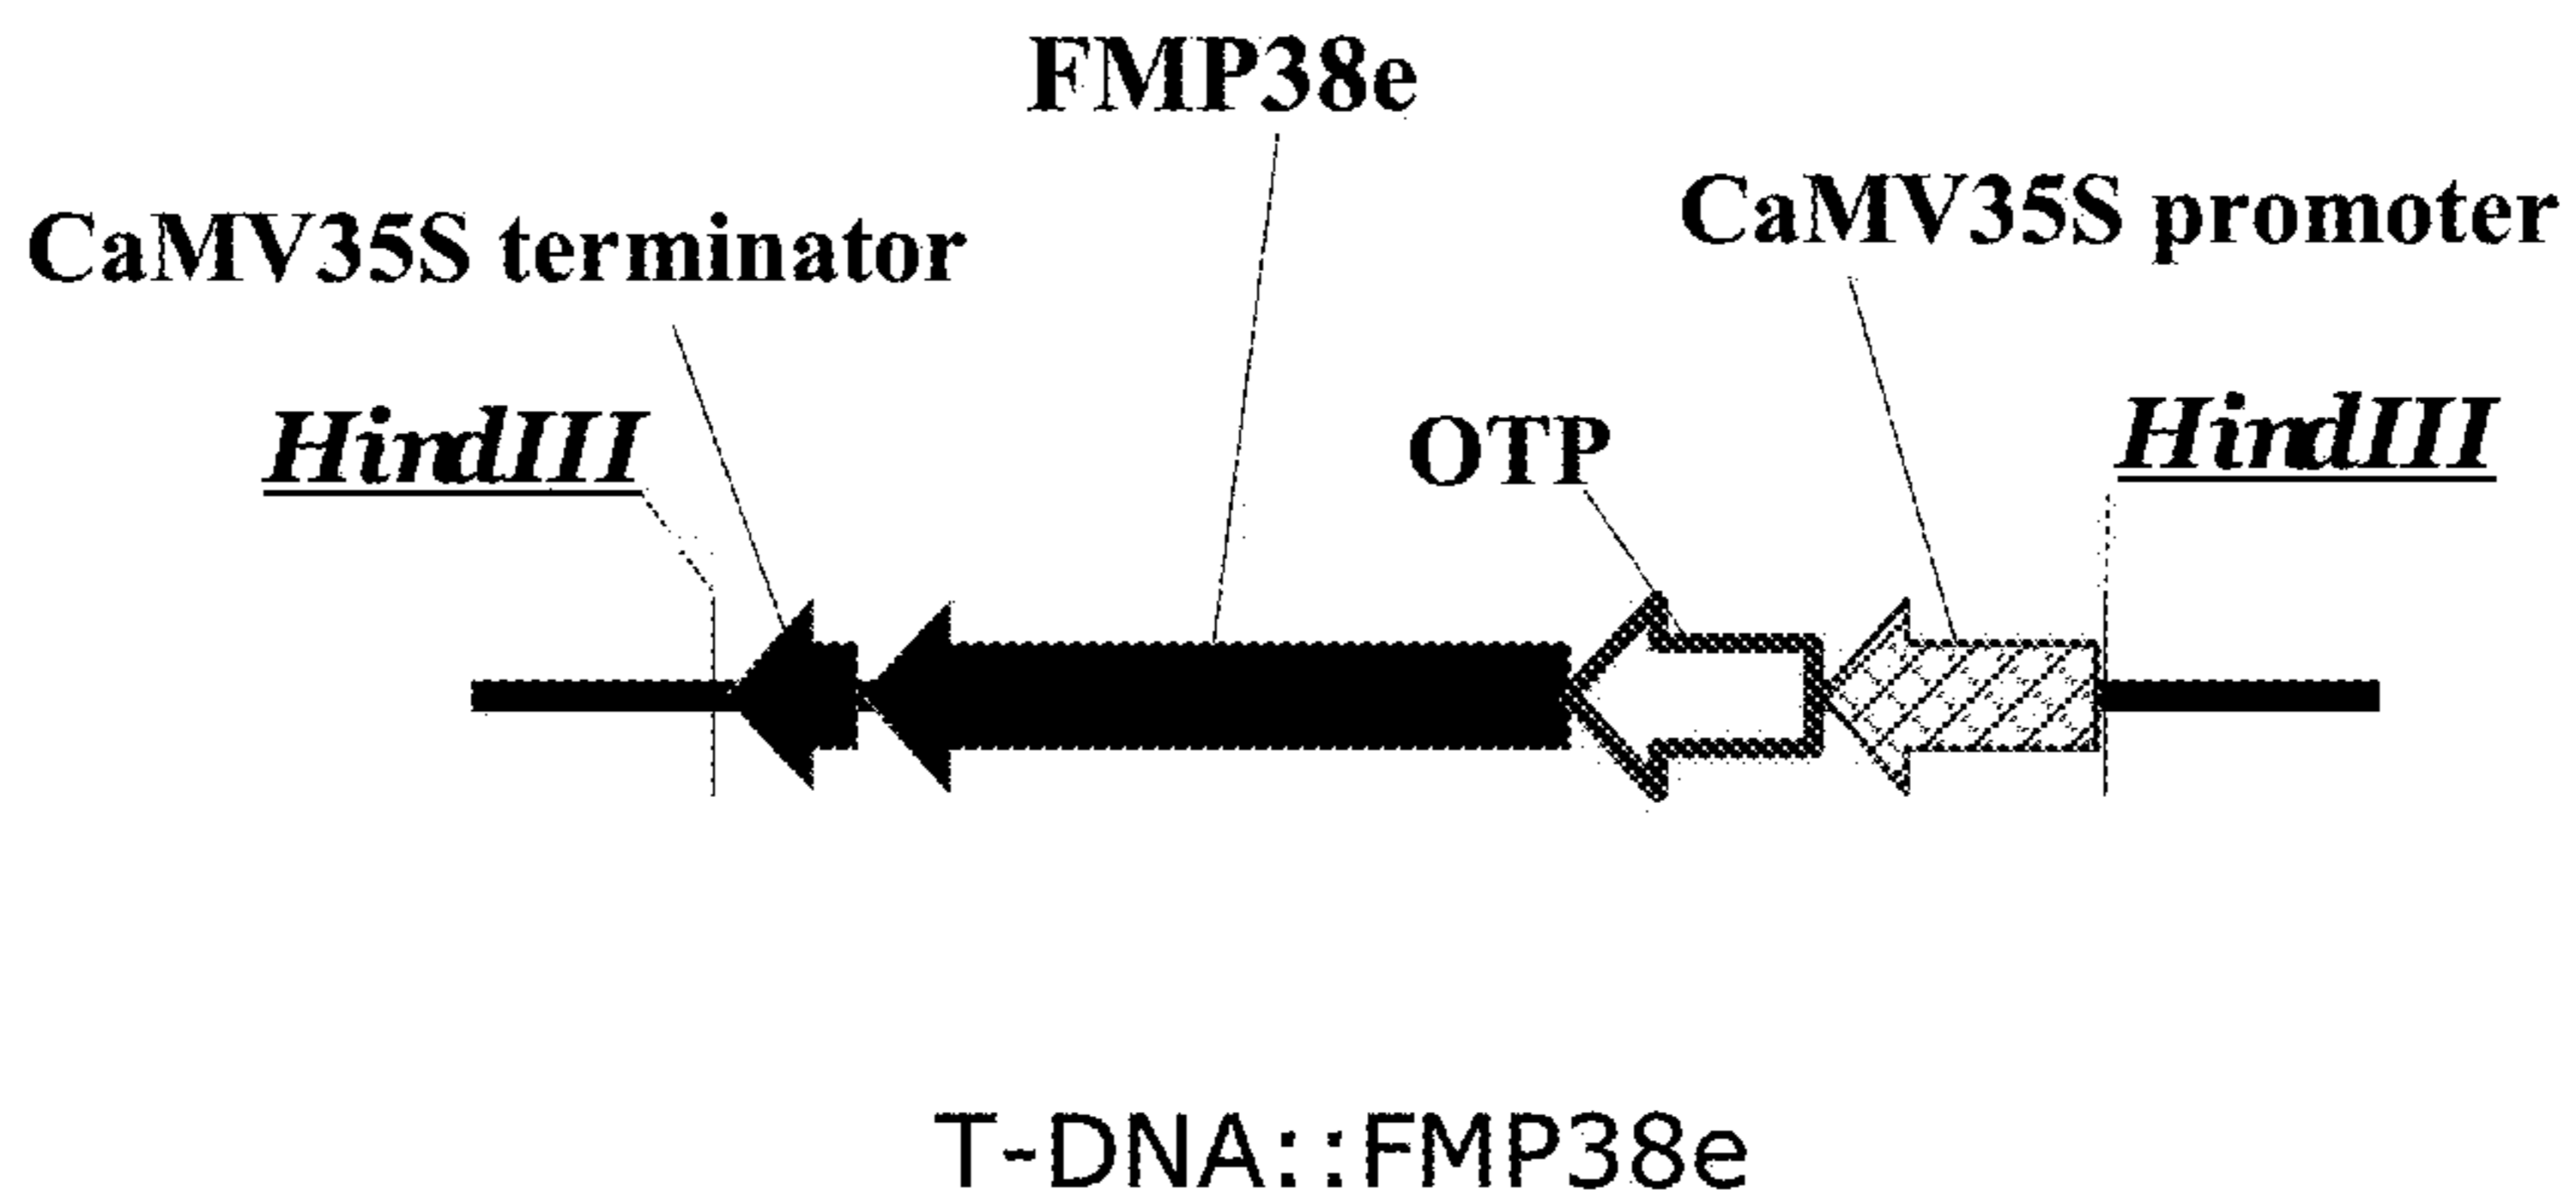 FMP38e
CaMV35S promoter
CaMV35S terminator
HindIII
HindIII
OTP
T-DNA::FMP38e